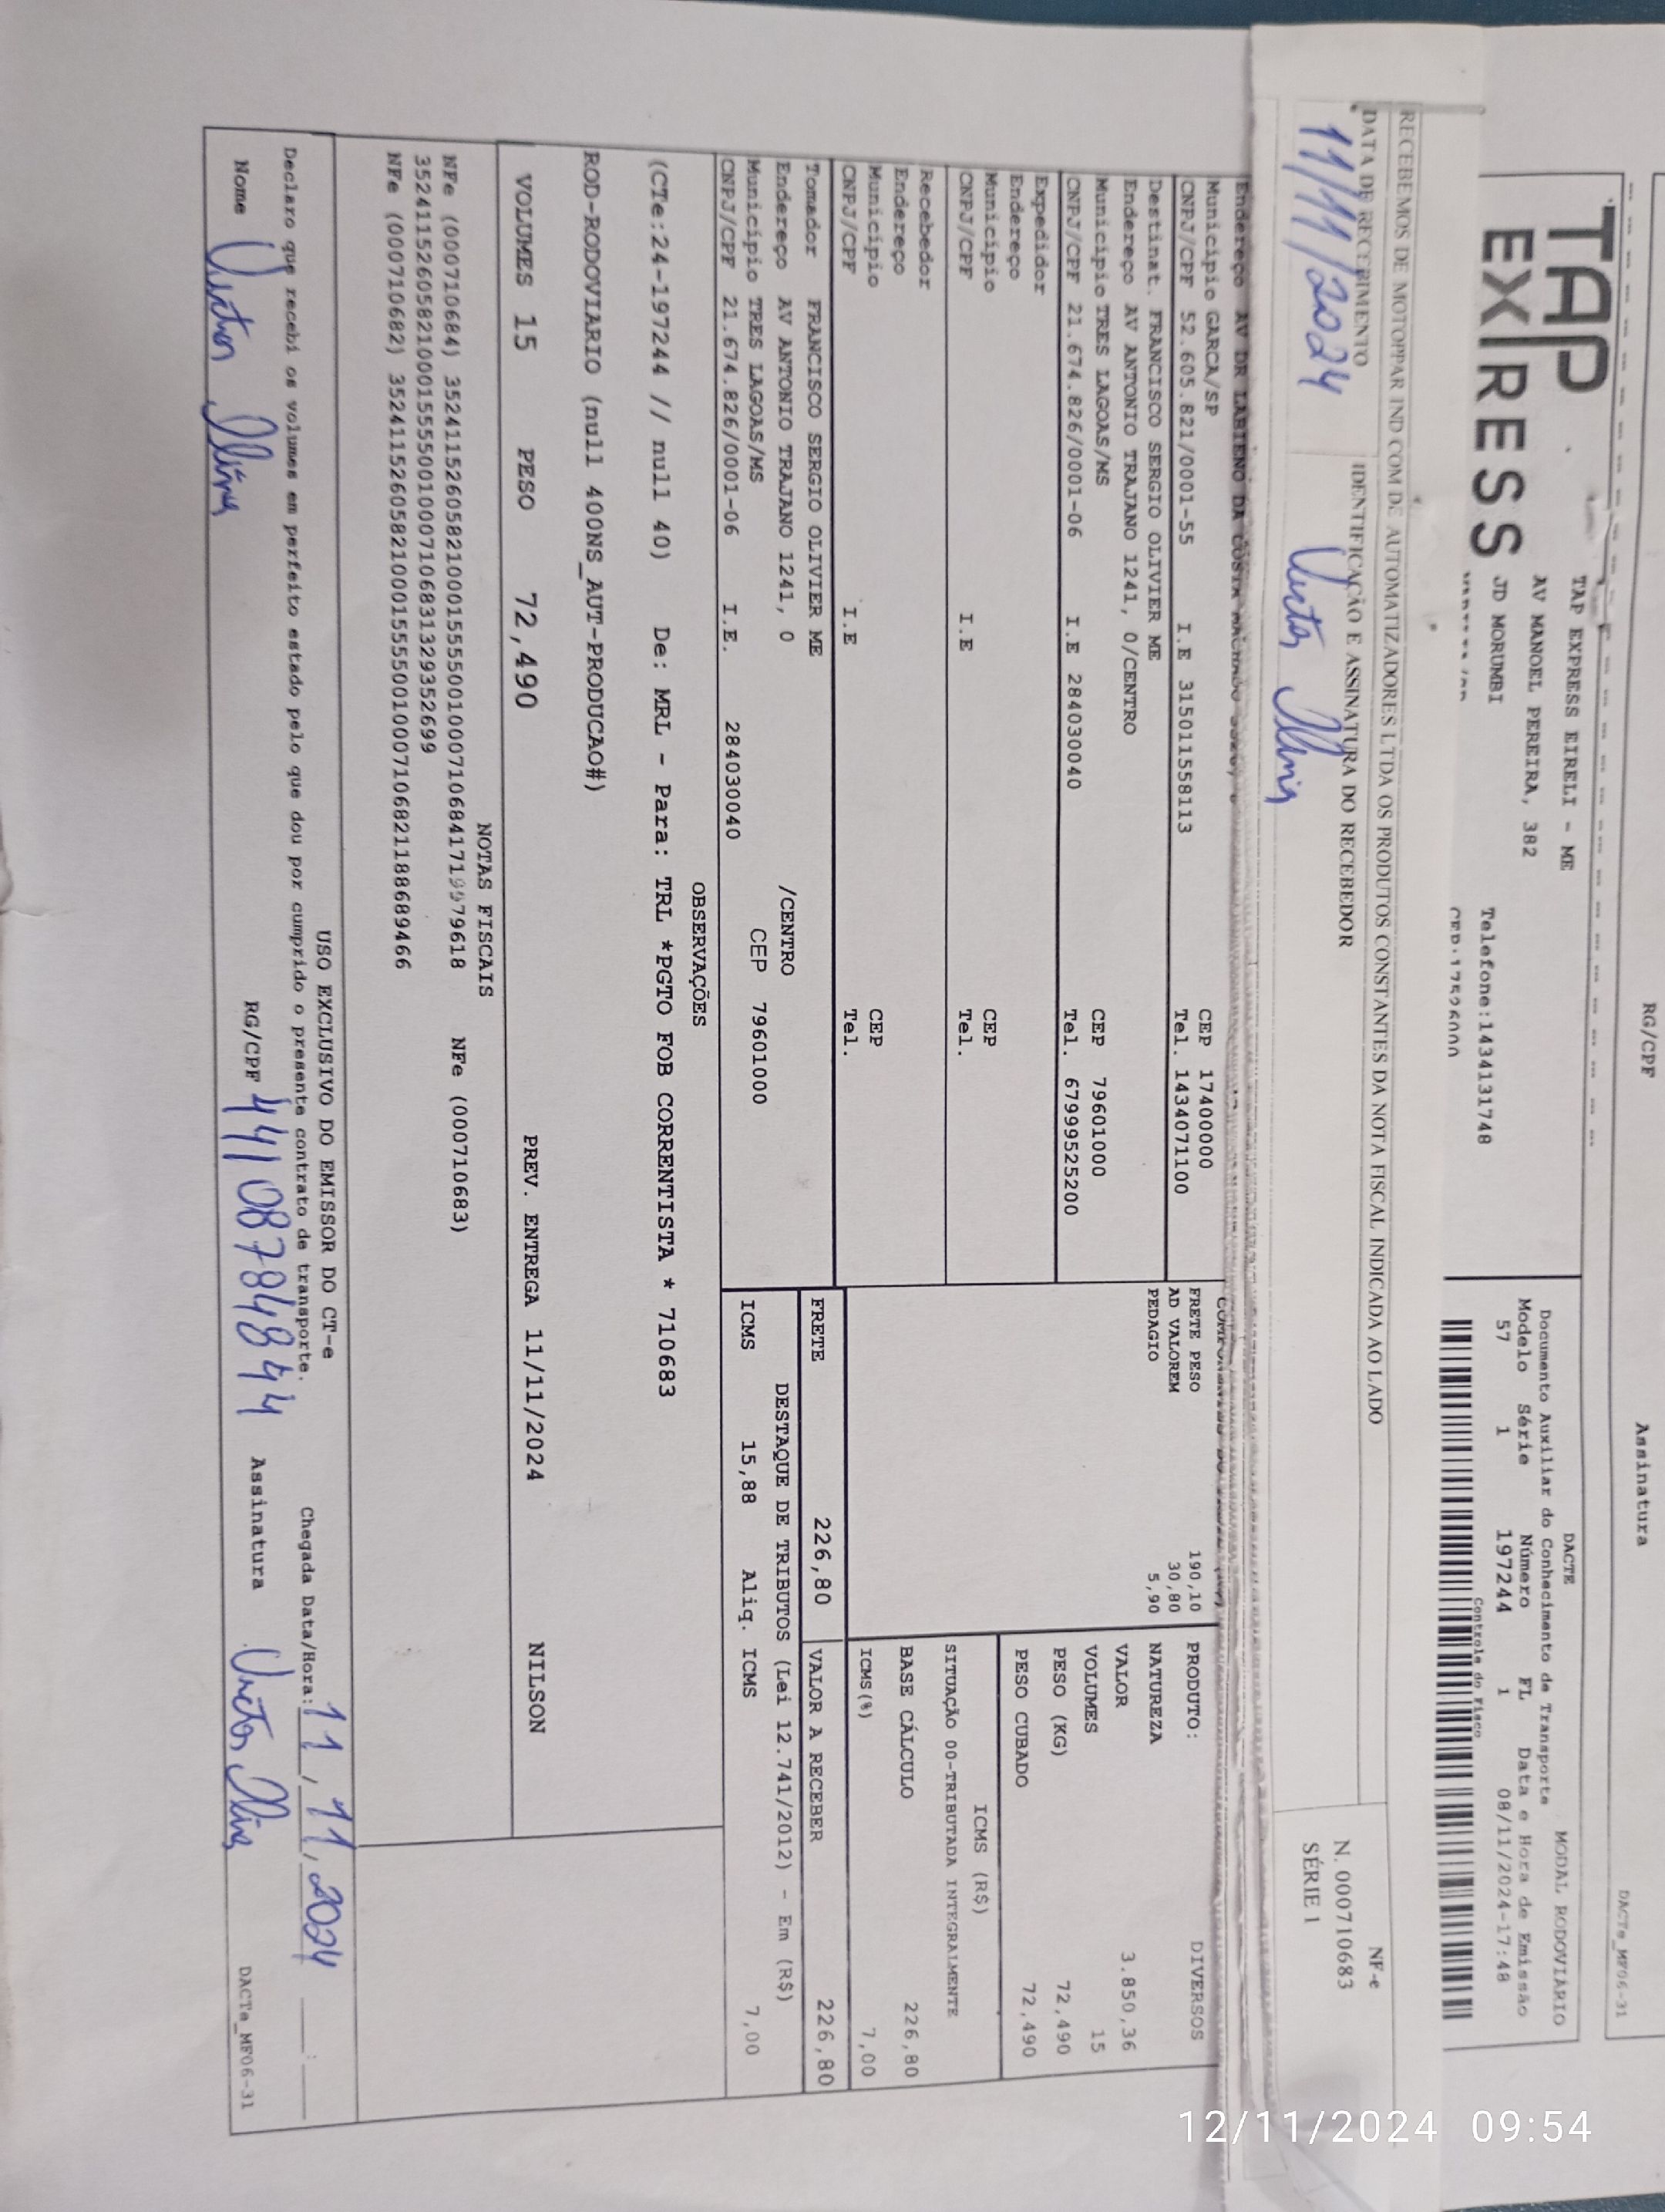 RG/CPF Assinatura DACTe_MF06-31
TAP
EXPRESS
TAP EXPRESS EIRELI - ME
AV MANOEL PEREIRA, 382
JD MORUMBI Telefone:1434131748
DACTE MODAL RODOVIÁRIO
Documento Auxiliar do Conhecimento de Transporte
Modelo Série Número FL Data e Hora de Emissão
57 1 197244 1 08/11/2024-17:48
Controle do Fisco
RECEBEMOS DE MOTOPPAR IND COM DE AUTOMATIZADORES LTDA OS PRODUTOS CONSTANTES DA NOTA FISCAL INDICADA AO LADO
DATA DE RECEBIMENTO IDENTIFICAÇÃO E ASSINATURA DO RECEBEDOR
11/11/2024
NF-e
N. 000710683
SÉRIE 1
Endereço AV DR LABIENO DA COSTA
Município GARCA/SP CEP 17400000
CNPJ/CPF 52.605.821/0001-55 I.E 315011558113 Tel. 1434071100
Destinat. FRANCISCO SERGIO OLIVIER ME
Endereço AV ANTONIO TRAJANO 1241, 0/CENTRO
Município TRES LAGOAS/MS CEP 79601000
CNPJ/CPF 21.674.826/0001-06 I.E 284030040 Tel. 67999525200
Expedidor
Endereço
Município CEP
CNPJ/CPF I.E Tel.
Recebedor
Endereço
Município CEP
CNPJ/CPF I.E Tel.
Tomador FRANCISCO SERGIO OLIVIER ME
Endereço AV ANTONIO TRAJANO 1241, 0 /CENTRO
Município TRES LAGOAS/MS CEP 79601000
CNPJ/CPF 21.674.826/0001-06 I.E. 284030040
FRETE PESO 190,10
AD VALOREM 30,80
PEDAGIO 5,90
PRODUTO: DIVERSOS
NATUREZA
VALOR 3.850,36
VOLUMES 15
PESO (KG) 72,490
PESO CUBADO 72,490
ICMS (R$)
SITUAÇÃO 00-TRIBUTADA INTEGRALMENTE
BASE CÁLCULO 226,80
ICMS(%) 7,00
FRETE 226,80 VALOR A RECEBER 226,80
DESTAQUE DE TRIBUTOS (Lei 12.741/2012) - Em (R$)
ICMS 15,88 Aliq. ICMS 7,00
OBSERVAÇÕES
(CTe:24-197244 // null 40) De: MRL - Para: TRL *PGTO FOB CORRENTISTA * 710683
ROD-RODOVIARIO (null 400NS_AUT-PRODUCAO#)
VOLUMES 15 PESO 72,490 PREV. ENTREGA 11/11/2024 NILSON
NOTAS FISCAIS
NFe (000710684) 35241152605821000155550010007106841719979618 NFe (000710683)
35241152605821000155550010007106831329352699
NFe (000710682) 35241152605821000155550010007106821188689466
USO EXCLUSIVO DO EMISSOR DO CT-e
Declaro que recebi os volumes em perfeito estado pelo que dou por cumprido o presente contrato de transporte.
Chegada Data/Hora: 11/11/2024 :
Nome RG/CPF 44108784844 Assinatura DACTe_MF06-31
12/11/2024 09:54